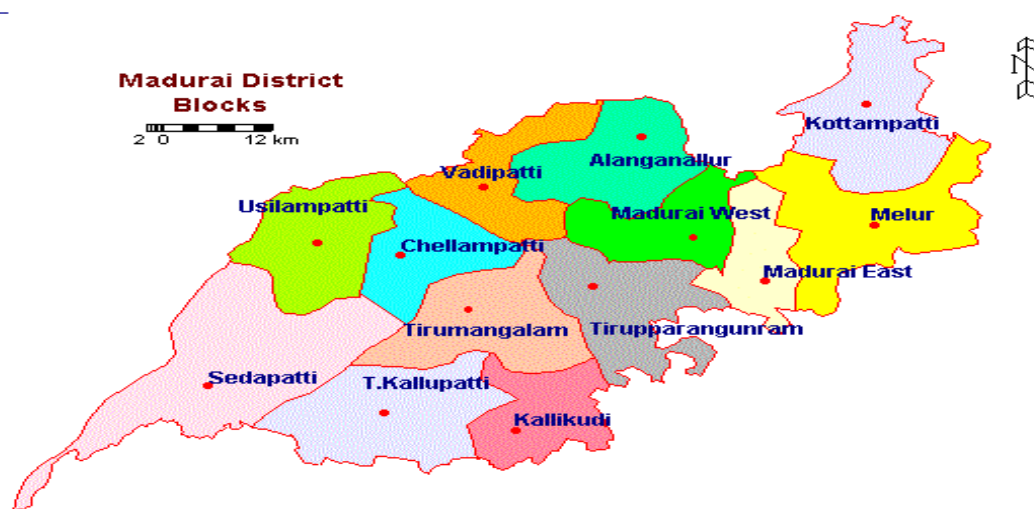 Madurai District
Blocks
2 0 12 km
N
Kottampatti
Alanganallur
Vadipatti
Usilampatti
Madurai West
Melur
Chellampatti
Madurai East
Tirumangalam
Tirupparangunram
Sedapatti
T.Kallupatti
Kallikudi